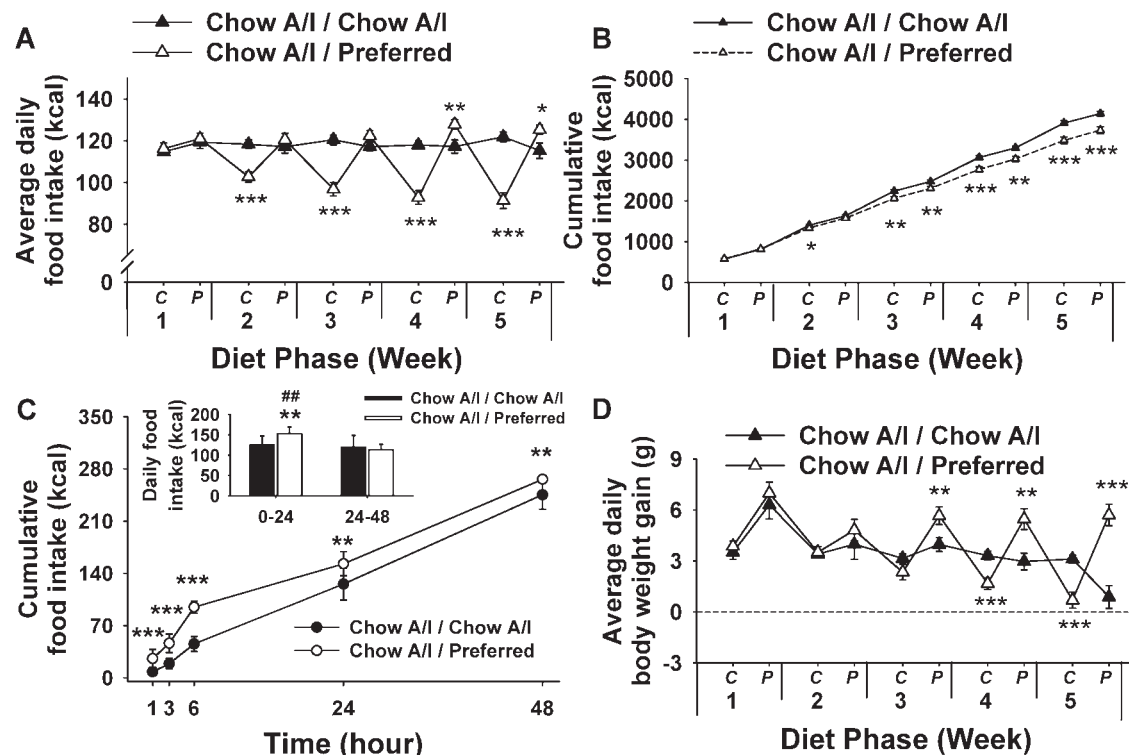 A
Chow A/I / Chow A/I
Chow A/I / Preferred
Average daily
food intake (kcal)
140
120
100
80
0
** *
*** *** *** ***
C P C P C P C P C P
1 2 3 4 5
Diet Phase (Week)
B
Chow A/I / Chow A/I
Chow A/I / Preferred
Cumulative
food intake (kcal)
5000
4000
3000
2000
1000
0
* ** ** *** ** *** ***
C P C P C P C P C P
1 2 3 4 5
Diet Phase (Week)
C
Cumulative
food intake (kcal)
350
280
210
140
70
0
Daily food
intake (kcal)
200
150
100
50
0
##
**
0-24 24-48
Chow A/I / Chow A/I
Chow A/I / Preferred
*** *** *** ** **
Chow A/I / Chow A/I
Chow A/I / Preferred
1 3 6 24 48
Time (hour)
D
Chow A/I / Chow A/I
Chow A/I / Preferred
Average daily
body weight gain (g)
9
6
3
0
-3
** ** ***
*** ***
C P C P C P C P C P
1 2 3 4 5
Diet Phase (Week)